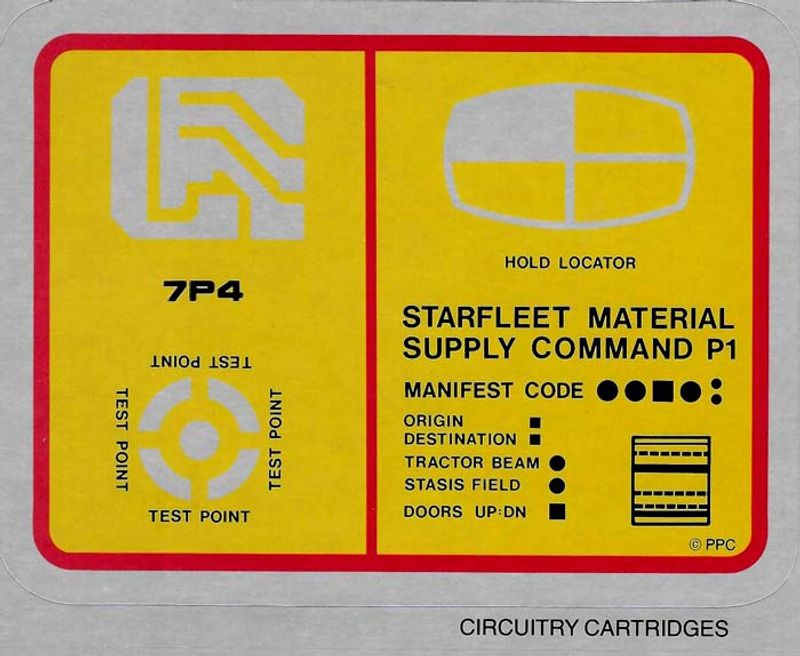 7P4
TEST POINT
TEST POINT
TEST POINT
TEST POINT
HOLD LOCATOR
STARFLEET MATERIAL
SUPPLY COMMAND P1
MANIFEST CODE
ORIGIN
DESTINATION
TRACTOR BEAM
STASIS FIELD
DOORS UP:DN
© PPC
CIRCUITRY CARTRIDGES